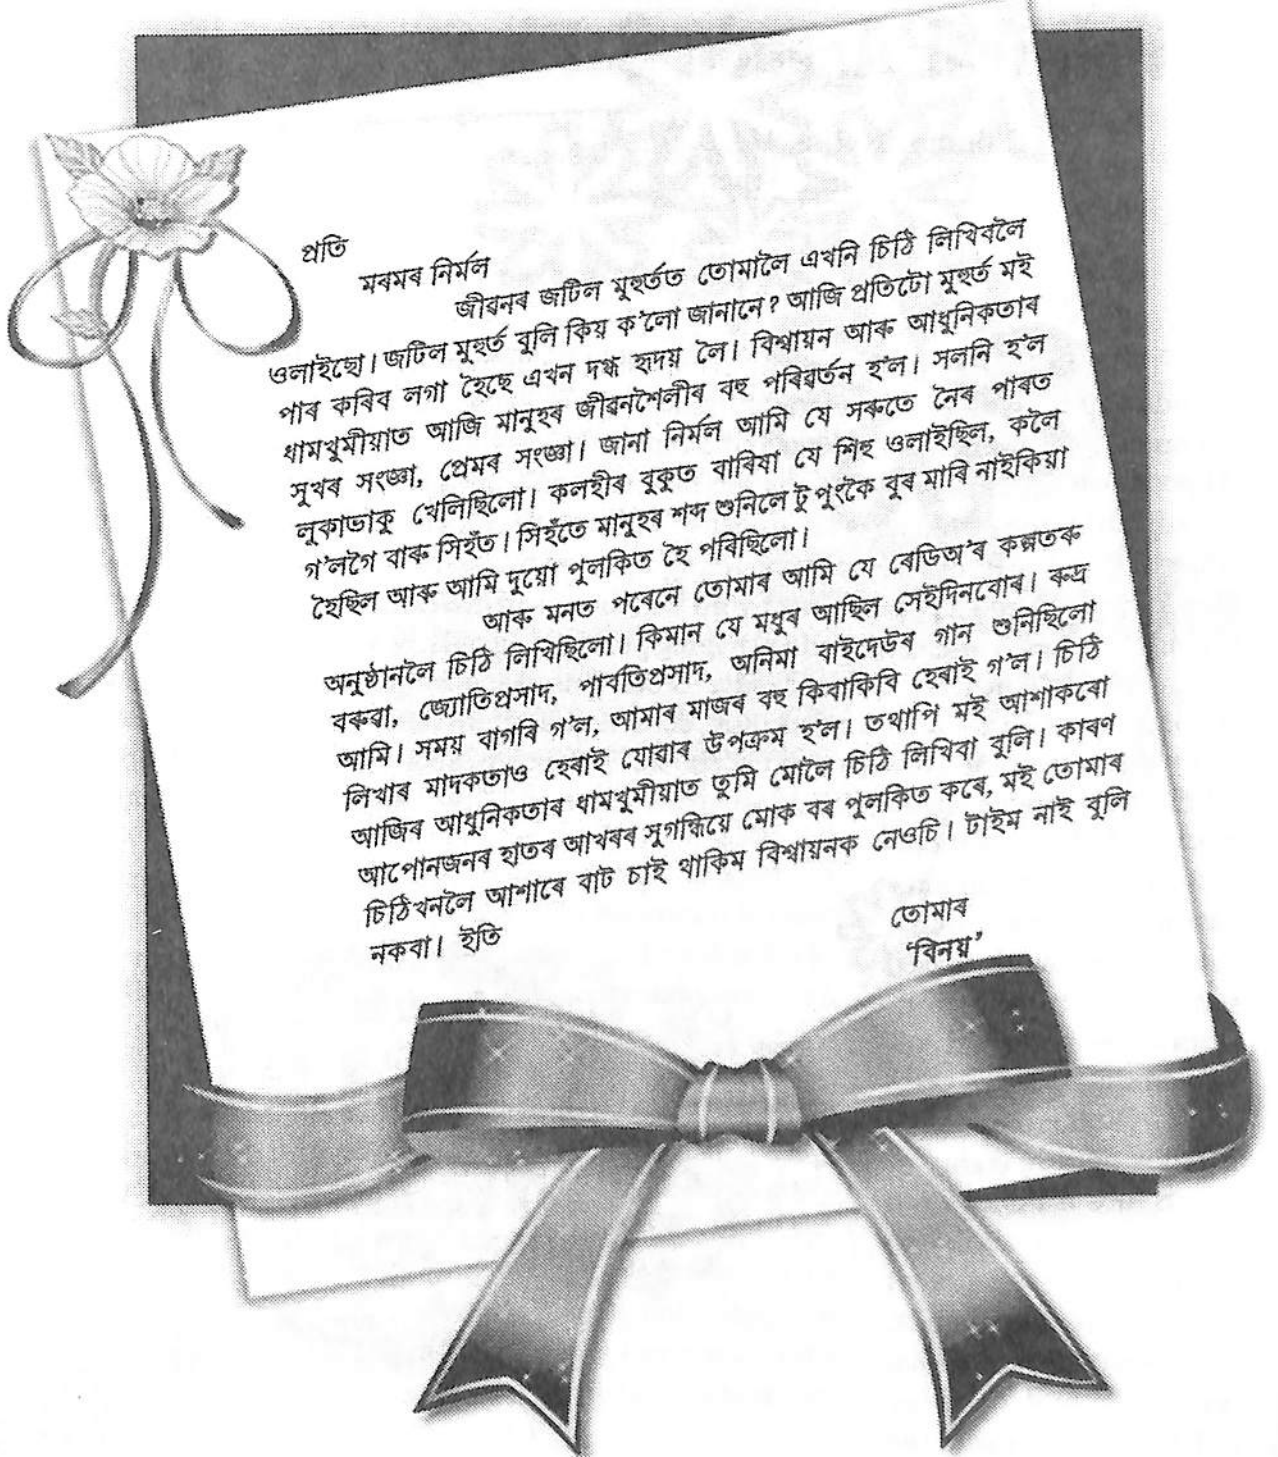 প্ৰতি
মৰমৰ নিৰ্মল
জীৱনৰ জটিল মুহূৰ্তত তোমালৈ এখনি চিঠি লিখিবলৈ
ওলাইছো। জটিল মুহূৰ্ত বুলি কিয় ক'লো জানানে? আজি প্ৰতিটো মুহূৰ্ত মই
পাৰ কৰিব লগা হৈছে এখন দগ্ধ হৃদয় লৈ। বিশ্বায়ন আৰু আধুনিকতাৰ
ধামখুমীয়াত আজি মানুহৰ জীৱনশৈলীৰ বহু পৰিৱৰ্তন হ'ল। সলনি হ'ল
সুখৰ সংজ্ঞা, প্ৰেমৰ সংজ্ঞা। জানা নিৰ্মল আমি যে সৰুতে নৈৰ পাৰত
লুকাভাকু খেলিছিলো। কলহীৰ বুকুত বাৰিষা যে শিহু ওলাইছিল, কলৈ
গ'লগৈ বাৰু সিহঁত। সিহঁতে মানুহৰ শব্দ শুনিলে টুপুংকৈ বুৰ মাৰি নাইকিয়া
হৈছিল আৰু আমি দুয়ো পুলকিত হৈ পৰিছিলো।
আৰু মনত পৰেনে তোমাৰ আমি যে ৰেডিঅ'ৰ কল্পতৰু
অনুষ্ঠানলৈ চিঠি লিখিছিলো। কিমান যে মধুৰ আছিল সেইদিনবোৰ। ৰুদ্ৰ
বৰুৱা, জ্যোতিপ্ৰসাদ, পাৰ্বতিপ্ৰসাদ, অনিমা বাইদেউৰ গান শুনিছিলো
আমি। সময় বাগৰি গ'ল, আমাৰ মাজৰ বহু কিবাকিবি হেৰাই গ'ল। চিঠি
লিখাৰ মাদকতাও হেৰাই যোৱাৰ উপক্ৰম হ'ল। তথাপি মই আশাকৰো
আজিৰ আধুনিকতাৰ ধামখুমীয়াত তুমি মোলৈ চিঠি লিখিবা বুলি। কাৰণ
আপোনজনৰ হাতৰ আখৰৰ সুগন্ধিয়ে মোক বৰ পুলকিত কৰে, মই তোমাৰ
চিঠিখনলৈ আশাৰে বাট চাই থাকিম বিশ্বায়নক নেওচি। টাইম নাই বুলি
নকবা। ইতি
তোমাৰ
'বিনয়'